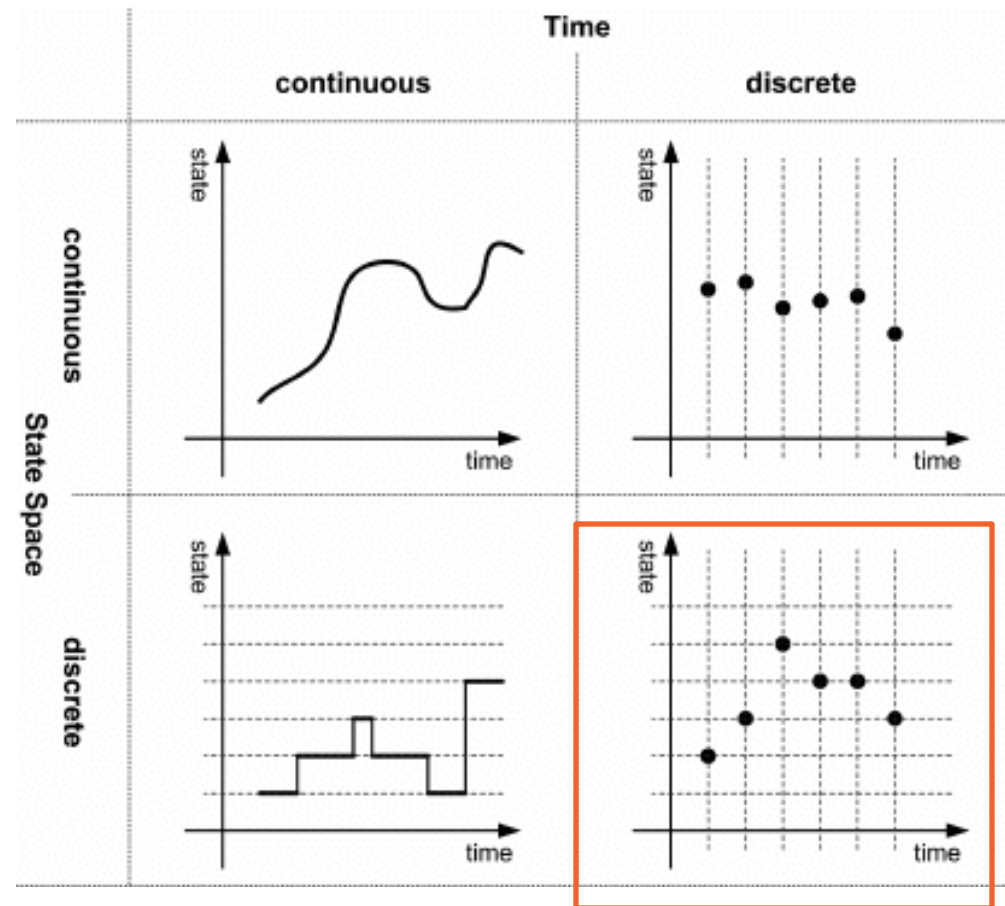 Time
continuous
discrete
State Space
continuous
state
time
state
time
discrete
state
time
state
time